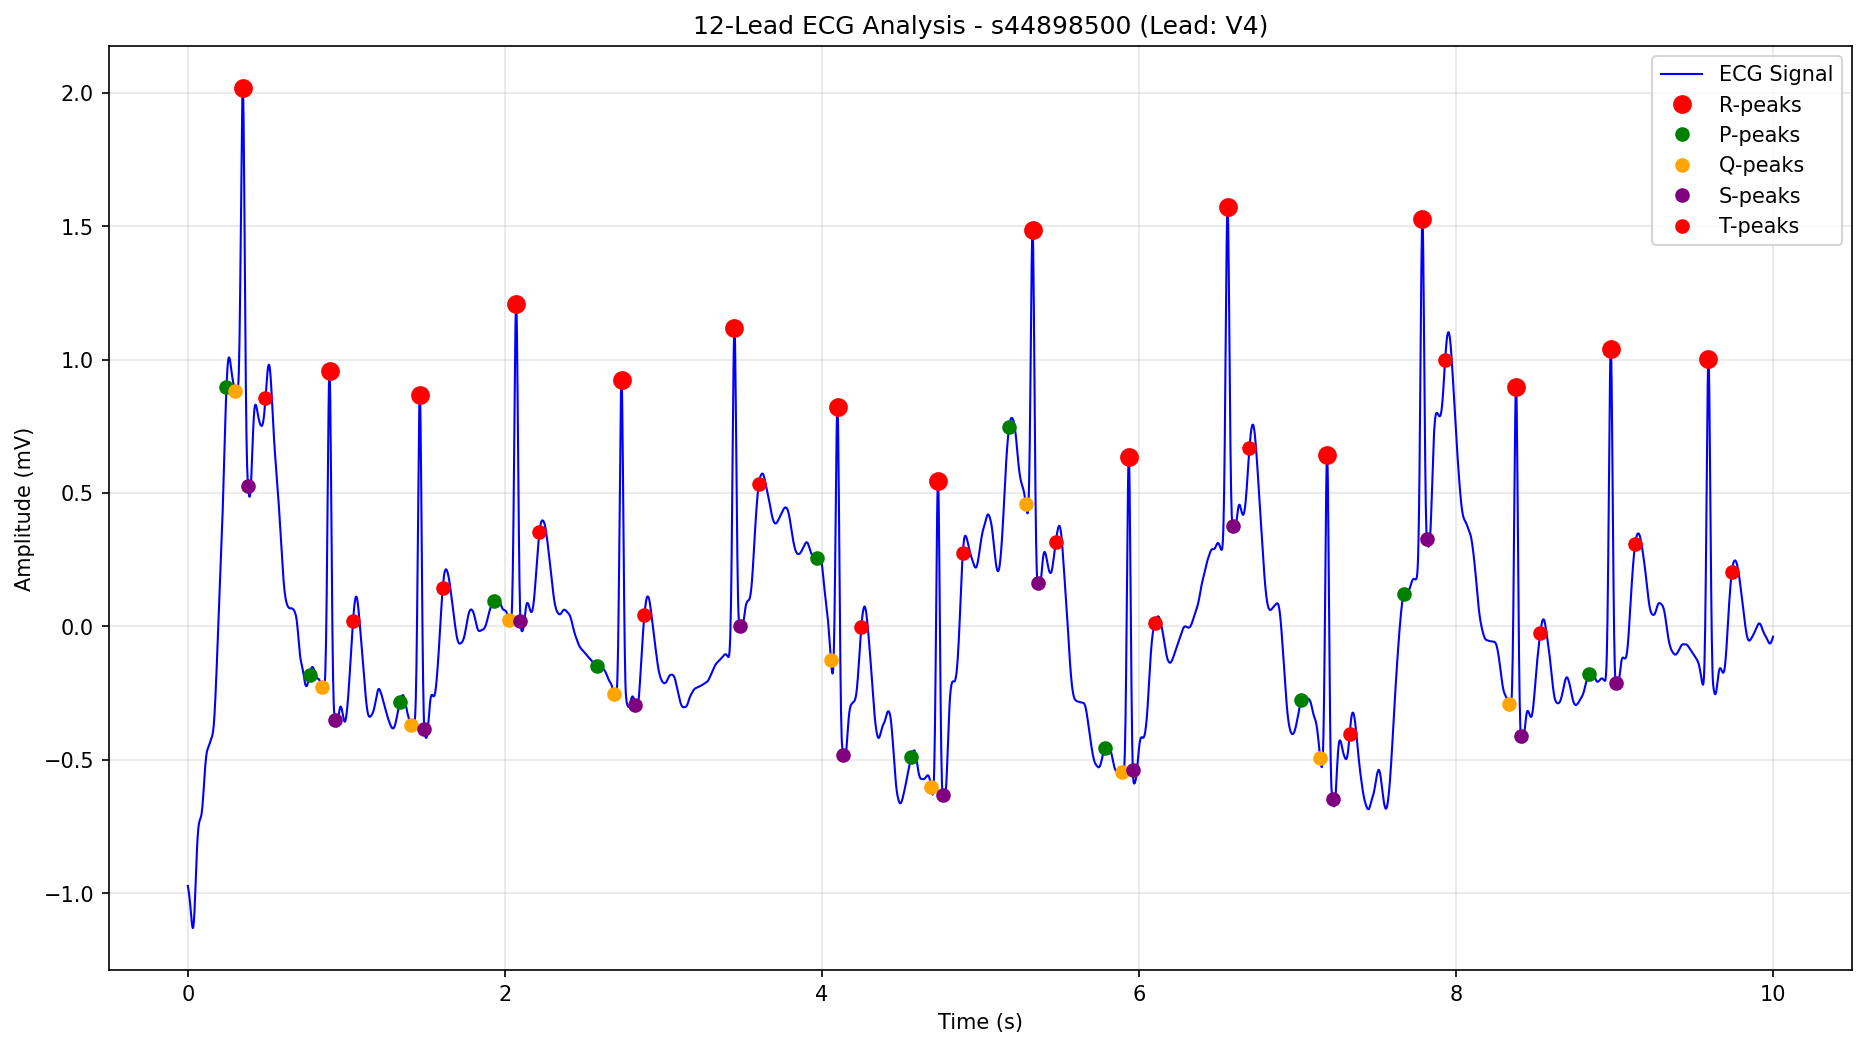 12-Lead ECG Analysis - s44898500 (Lead: V4)
ECG Signal
R-peaks
P-peaks
Q-peaks
S-peaks
T-peaks
Amplitude (mV)
2.0
1.5
1.0
0.5
0.0
−0.5
−1.0
0 2 4 6 8 10
Time (s)